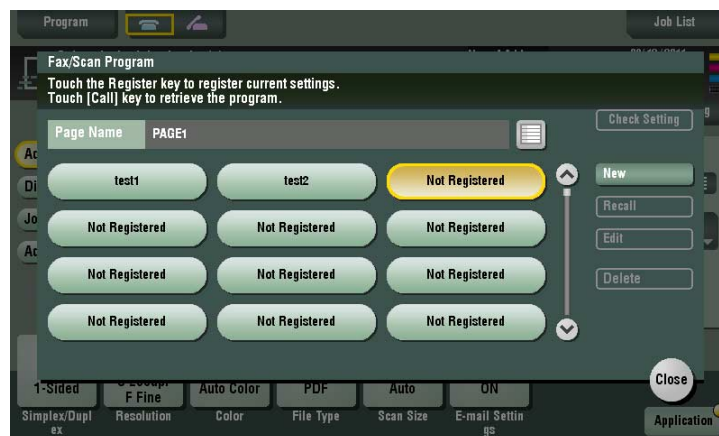 Program
Job List
Fax/Scan Program
Touch the Register key to register current settings.
Touch [Call] key to retrieve the program.
Page Name PAGE1
Check Setting
test1 test2 Not Registered
New
Not Registered Not Registered Not Registered
Recall
Edit
Not Registered Not Registered Not Registered
Delete
Not Registered Not Registered Not Registered
Close
1-Sided F Fine Auto Color PDF Auto ON
Simplex/Dupl
ex
Resolution Color File Type Scan Size E-mail Settin
gs
Application